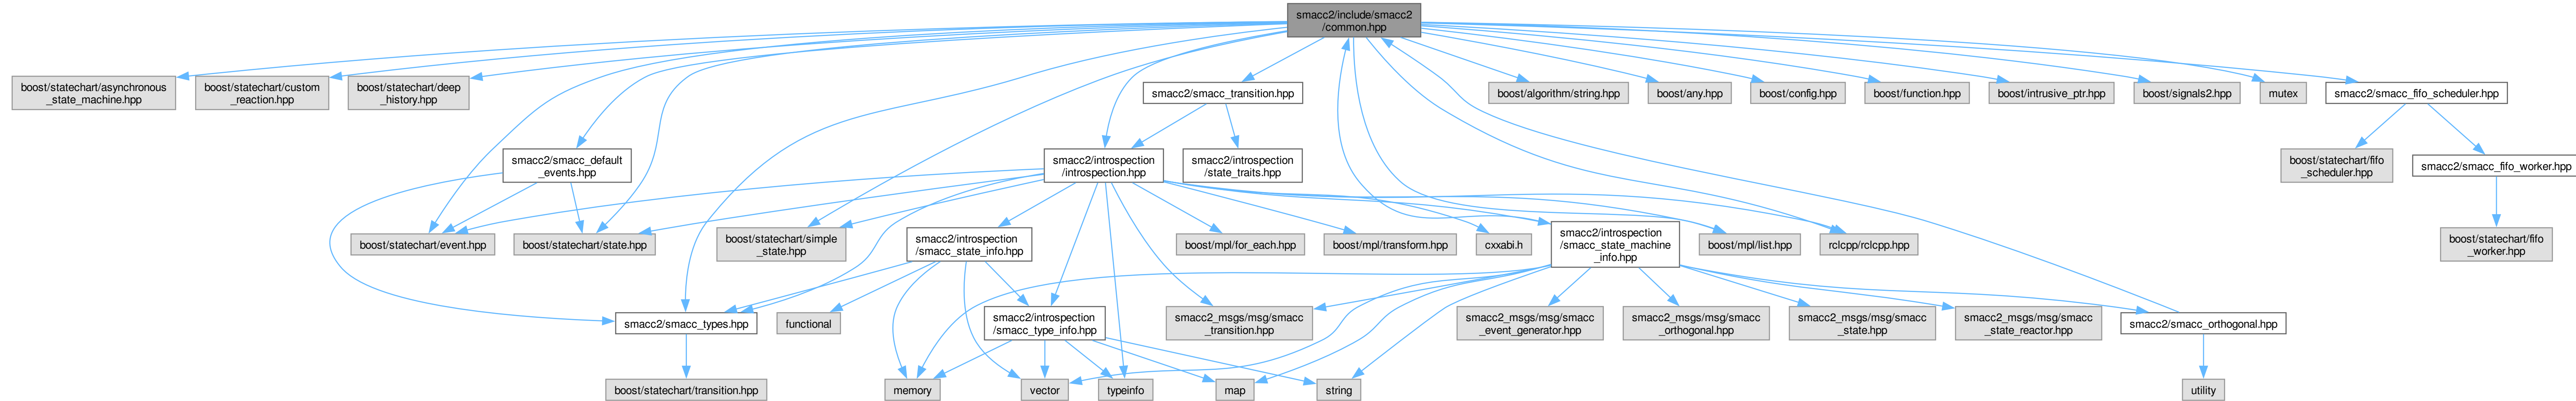 smacc2/include/smacc2
/common.hpp
boost/statechart/asynchronous
_state_machine.hpp
boost/statechart/custom
_reaction.hpp
boost/statechart/deep
_history.hpp
smacc2/smacc_transition.hpp
boost/algorithm/string.hpp
boost/any.hpp
boost/config.hpp
boost/function.hpp
boost/intrusive_ptr.hpp
boost/signals2.hpp
mutex
smacc2/smacc_fifo_scheduler.hpp
smacc2/smacc_default
_events.hpp
smacc2/introspection
/introspection.hpp
smacc2/introspection
/state_traits.hpp
boost/statechart/fifo
_scheduler.hpp
smacc2/smacc_fifo_worker.hpp
boost/statechart/event.hpp
boost/statechart/state.hpp
boost/statechart/simple
_state.hpp
smacc2/introspection
/smacc_state_info.hpp
boost/mpl/for_each.hpp
boost/mpl/transform.hpp
cxxabi.h
smacc2/introspection
/smacc_state_machine
_info.hpp
boost/mpl/list.hpp
rclcpp/rclcpp.hpp
boost/statechart/fifo
_worker.hpp
smacc2/smacc_types.hpp
functional
smacc2/introspection
/smacc_type_info.hpp
smacc2_msgs/msg/smacc
_transition.hpp
smacc2_msgs/msg/smacc
_event_generator.hpp
smacc2_msgs/msg/smacc
_orthogonal.hpp
smacc2_msgs/msg/smacc
_state.hpp
smacc2_msgs/msg/smacc
_state_reactor.hpp
smacc2/smacc_orthogonal.hpp
boost/statechart/transition.hpp
memory
vector
typeinfo
map
string
utility